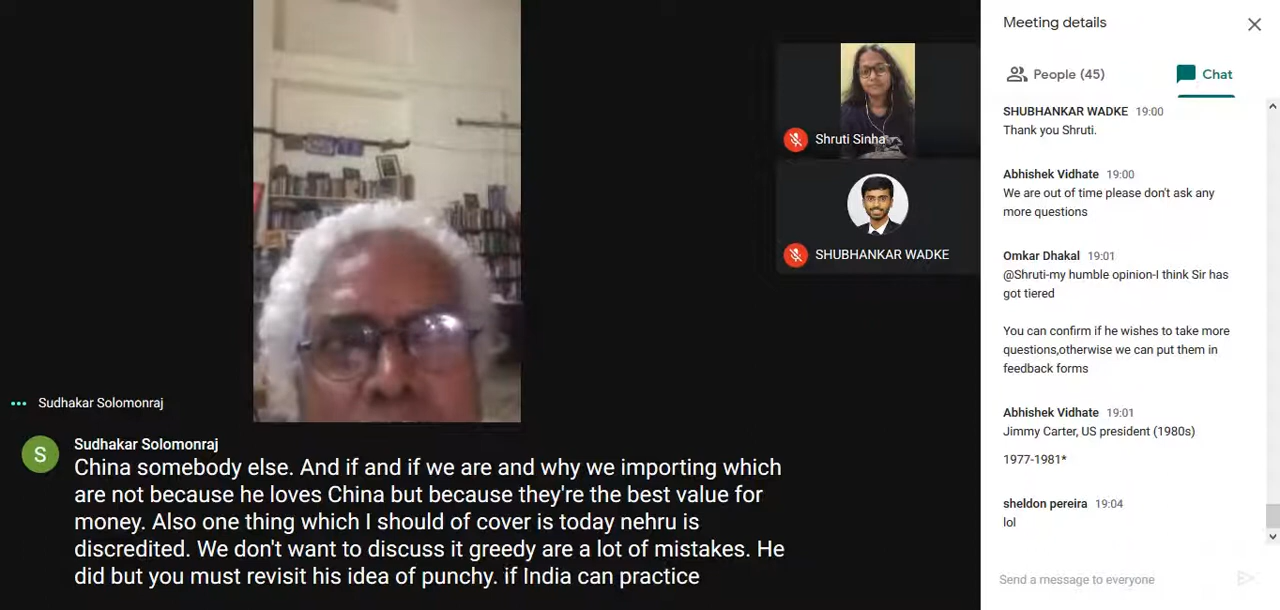 Meeting details
People (45)
Chat
SHUBHANKAR WADKE 19:00
Thank you Shruti.
Abhishek Vidhate 19:00
We are out of time please don't ask any
more questions
Omkar Dhakal 19:01
@Shruti-my humble opinion-I think Sir has
got tiered
You can confirm if he wishes to take more
questions,otherwise we can put them in
feedback forms
Abhishek Vidhate 19:01
Jimmy Carter, US president (1980s)
1977-1981*
sheldon pereira 19:04
lol
Send a message to everyone
Shruti Sinha
SHUBHANKAR WADKE
Sudhakar Solomonraj
S
Sudhakar Solomonraj
China somebody else. And if and if we are and why we importing which
are not because he loves China but because they're the best value for
money. Also one thing which I should of cover is today nehru is
discredited. We don't want to discuss it greedy are a lot of mistakes. He
did but you must revisit his idea of punchy. if India can practice